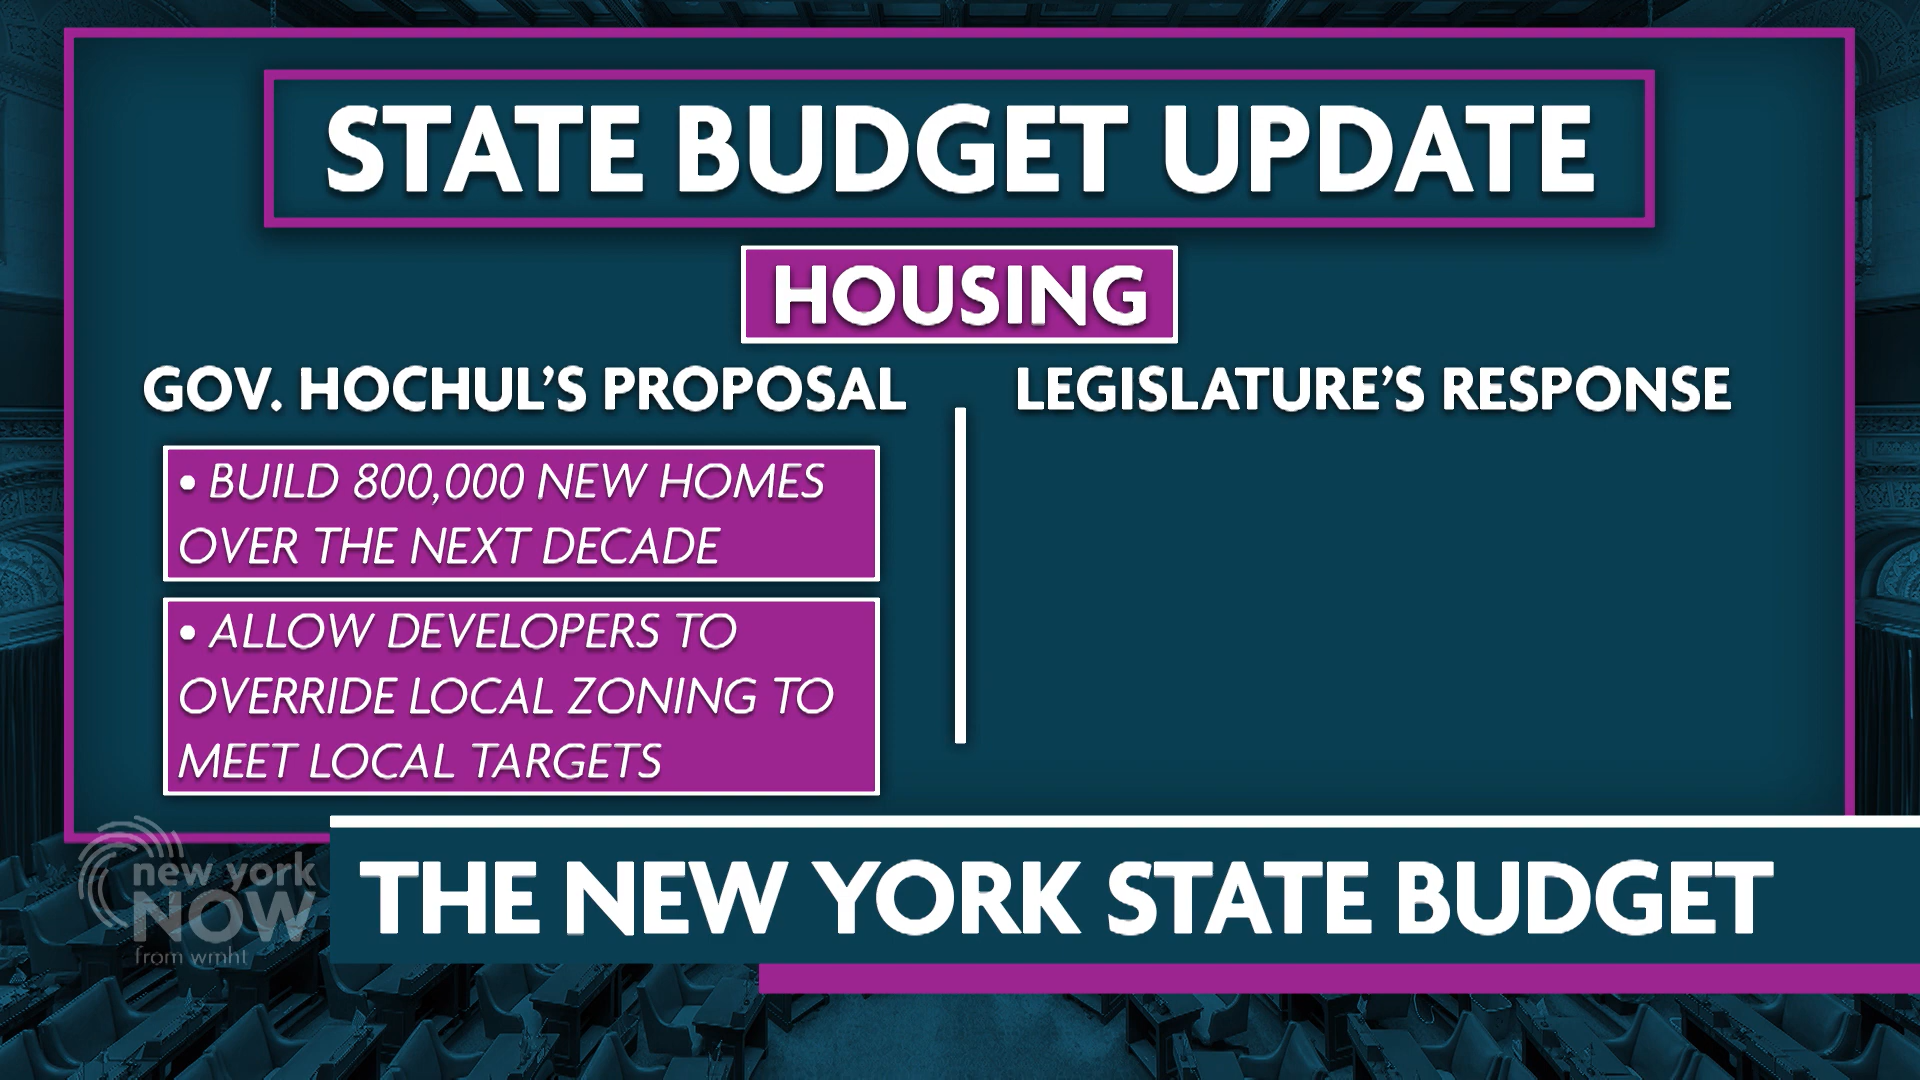 STATE BUDGET UPDATE
HOUSING
GOV. HOCHUL’S PROPOSAL
• BUILD 800,000 NEW HOMES
OVER THE NEXT DECADE
• ALLOW DEVELOPERS TO
OVERRIDE LOCAL ZONING TO
MEET LOCAL TARGETS
LEGISLATURE’S RESPONSE
new york
NOW
from wmht
THE NEW YORK STATE BUDGET